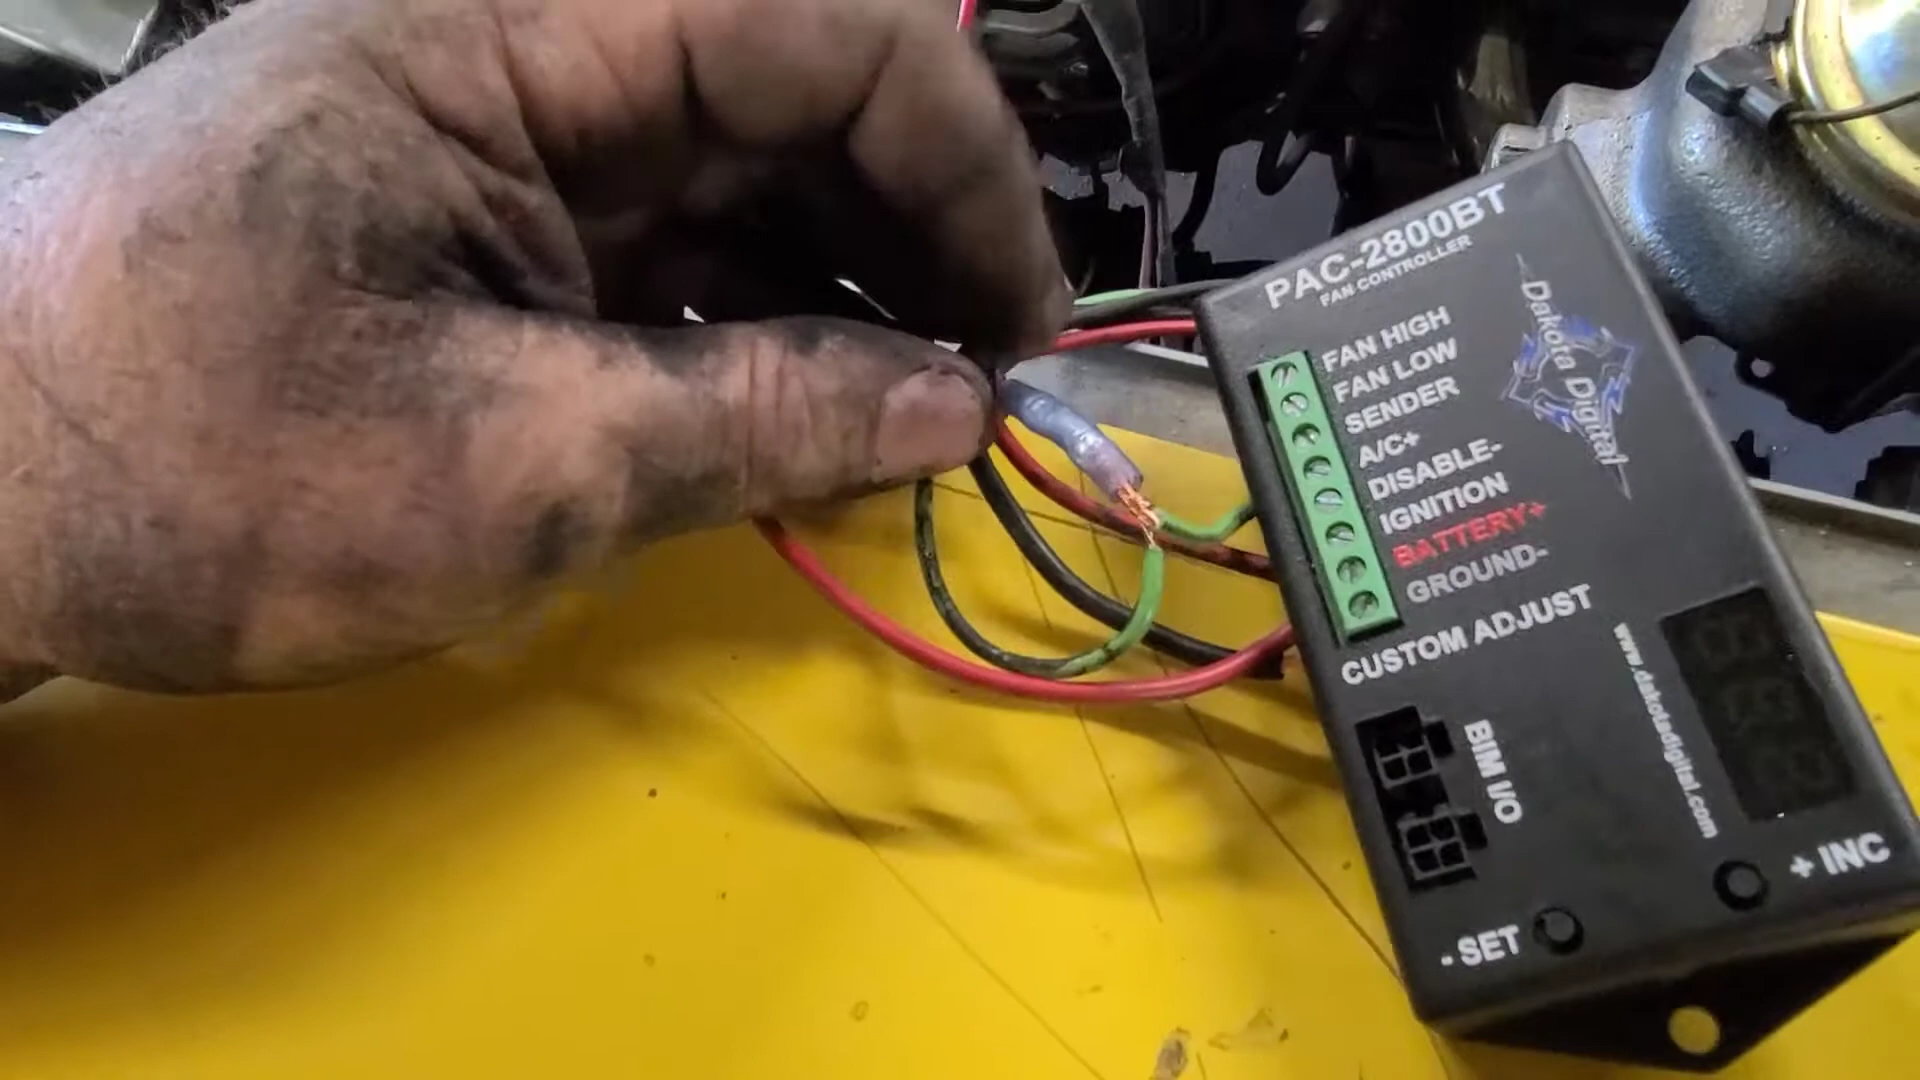 PAC-2800BT
FAN CONTROLLER
FAN HIGH
FAN LOW
SENDER
A/C+
DISABLE-
IGNITION
BATTERY+
GROUND-
CUSTOM ADJUST
Dakota Digital
www.dakotadigital.com
BIM I/O
+ INC
- SET